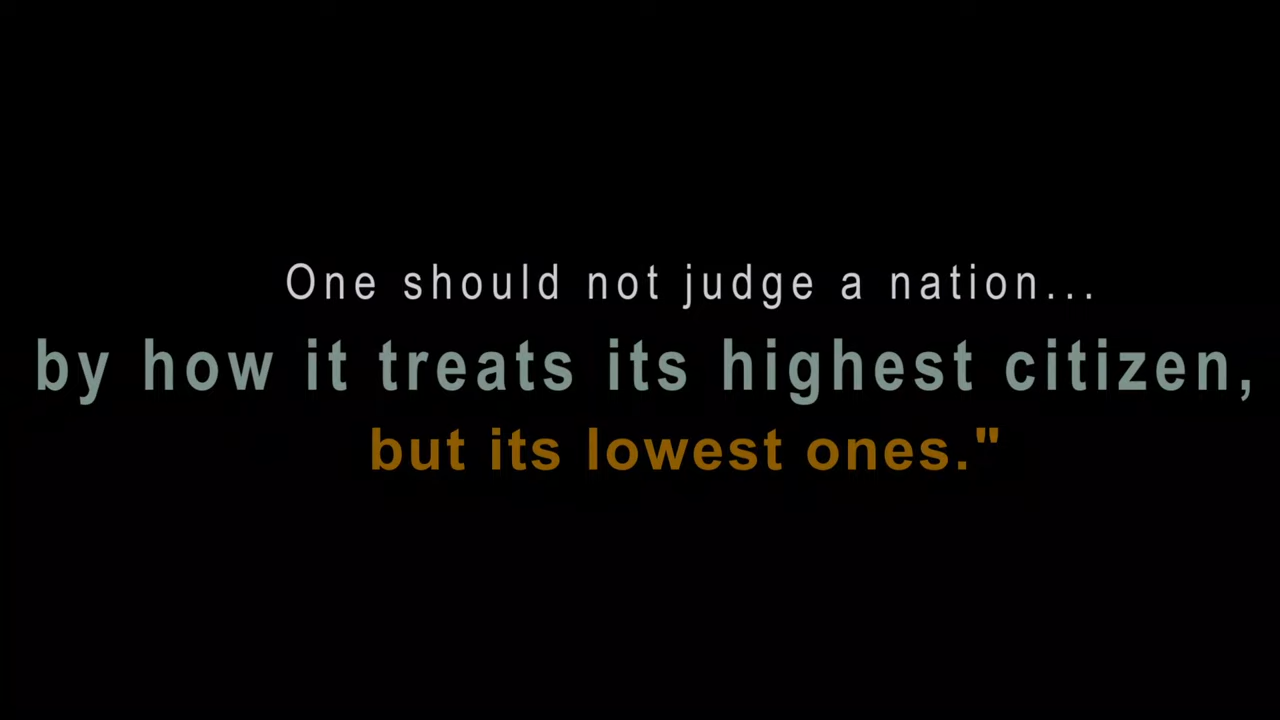 One should not judge a nation...
by how it treats its highest citizen,
but its lowest ones."